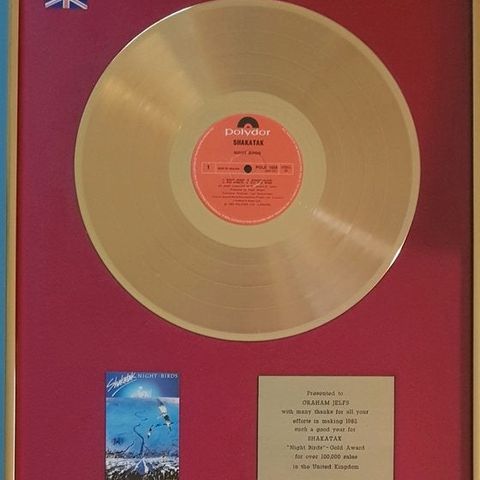 polydor
SHAKATAK
NIGHT BIRDS
1
Shakatak NIGHT·BIRDS
Presented to
GRAHAM JELFS
with many thanks for all your
efforts in making 1982
such a good year for
SHAKATAK
"Night Birds"-Gold Award
for over 100,000 sales
in the United Kingdom